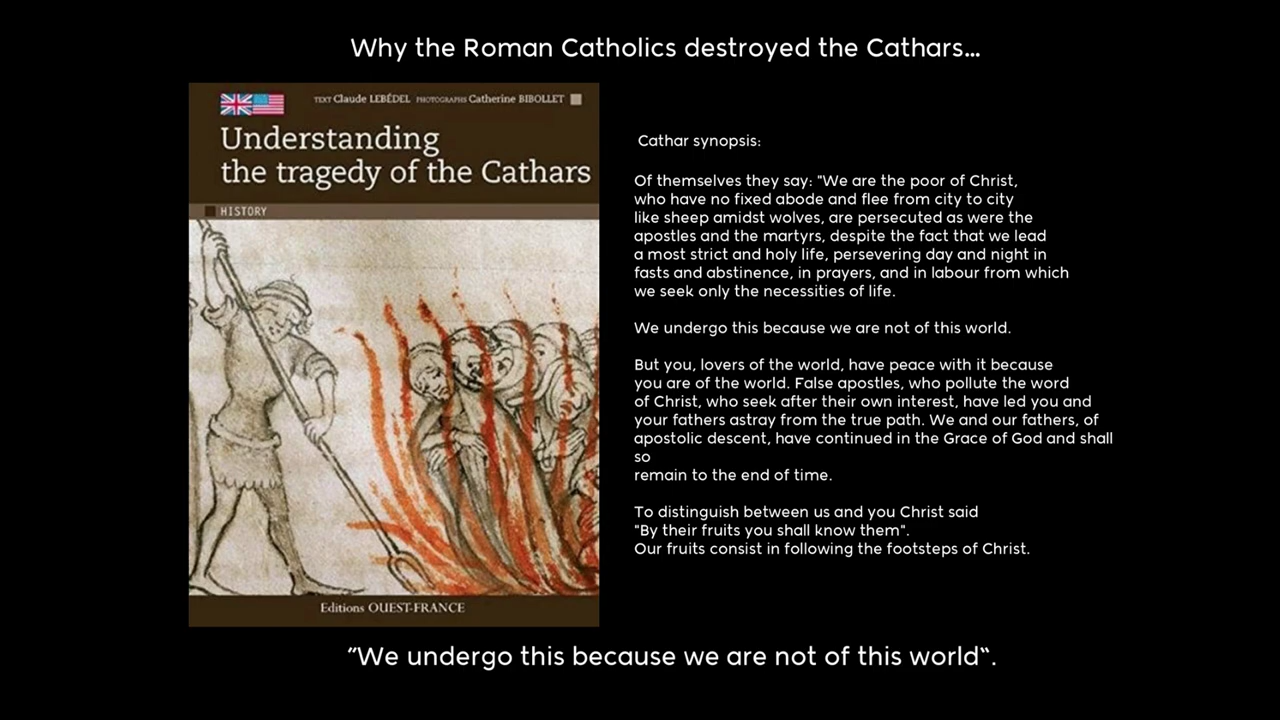 Why the Roman Catholics destroyed the Cathars...
TEXT Claude LEBÉDEL PHOTOGRAPHS Catherine BIBOLLET
Understanding
the tragedy of the Cathars
HISTORY
Editions OUEST-FRANCE
Cathar synopsis:
Of themselves they say: "We are the poor of Christ,
who have no fixed abode and flee from city to city
like sheep amidst wolves, are persecuted as were the
apostles and the martyrs, despite the fact that we lead
a most strict and holy life, persevering day and night in
fasts and abstinence, in prayers, and in labour from which
we seek only the necessities of life.
We undergo this because we are not of this world.
But you, lovers of the world, have peace with it because
you are of the world. False apostles, who pollute the word
of Christ, who seek after their own interest, have led you and
your fathers astray from the true path. We and our fathers, of
apostolic descent, have continued in the Grace of God and shall
so
remain to the end of time.
To distinguish between us and you Christ said
"By their fruits you shall know them".
Our fruits consist in following the footsteps of Christ.
"We undergo this because we are not of this world".